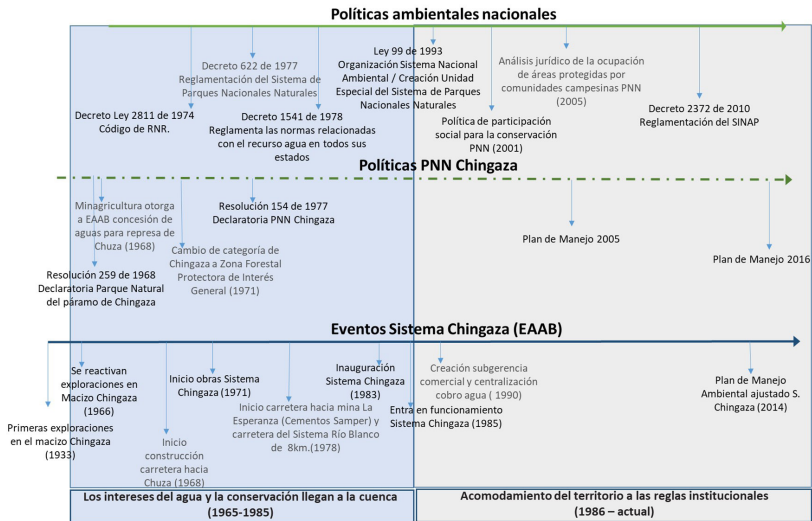 Políticas ambientales nacionales
Decreto Ley 2811 de 1974
Código de RNR.
Decreto 622 de 1977
Reglamentación del Sistema de
Parques Nacionales Naturales
Decreto 1541 de 1978
Reglamenta las normas relacionadas
con el recurso agua en todos sus
estados
Ley 99 de 1993
Organización Sistema Nacional
Ambiental / Creación Unidad
Especial del Sistema de Parques
Nacionales Naturales
Política de participación
social para la conservación
PNN (2001)
Análisis jurídico de la ocupación
de áreas protegidas por
comunidades campesinas PNN
(2005)
Decreto 2372 de 2010
Reglamentación del SINAP
Políticas PNN Chingaza
Minagricultura otorga
a EAAB concesión de
aguas para represa de
Chuza (1968)
Resolución 259 de 1968
Declaratoria Parque Natural
del páramo de Chingaza
Cambio de categoría de
Chingaza a Zona Forestal
Protectora de Interés
General (1971)
Resolución 154 de 1977
Declaratoria PNN Chingaza
Plan de Manejo 2005
Plan de Manejo 2016
Eventos Sistema Chingaza (EAAB)
Primeras exploraciones
en el macizo Chingaza
(1933)
Se reactivan
exploraciones en
Macizo Chingaza
(1966)
Inicio
construcción
carretera hacia
Chuza (1968)
Inicio obras Sistema
Chingaza (1971)
Inicio carretera hacia mina La
Esperanza (Cementos Samper) y
carretera del Sistema Río Blanco
de 8km.(1978)
Inauguración
Sistema Chingaza
(1983)
Entra en funcionamiento
Sistema Chingaza (1985)
Creación subgerencia
comercial y centralización
cobro agua ( 1990)
Plan de Manejo
Ambiental ajustado S.
Chingaza (2014)
Los intereses del agua y la conservación llegan a la cuenca
(1965-1985)
Acomodamiento del territorio a las reglas institucionales
(1986 – actual)